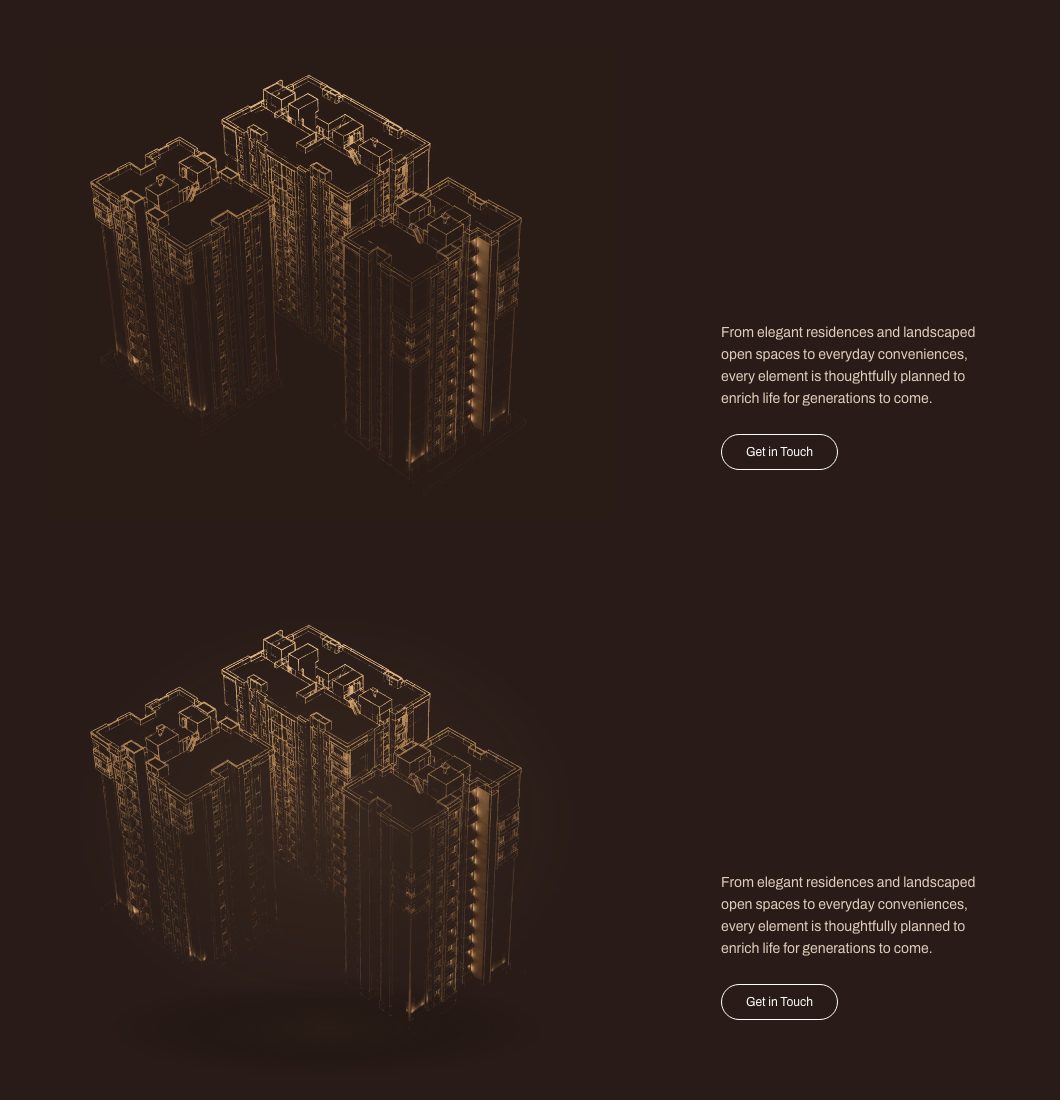 From elegant residences and landscaped
open spaces to everyday conveniences,
every element is thoughtfully planned to
enrich life for generations to come.
Get in Touch
From elegant residences and landscaped
open spaces to everyday conveniences,
every element is thoughtfully planned to
enrich life for generations to come.
Get in Touch